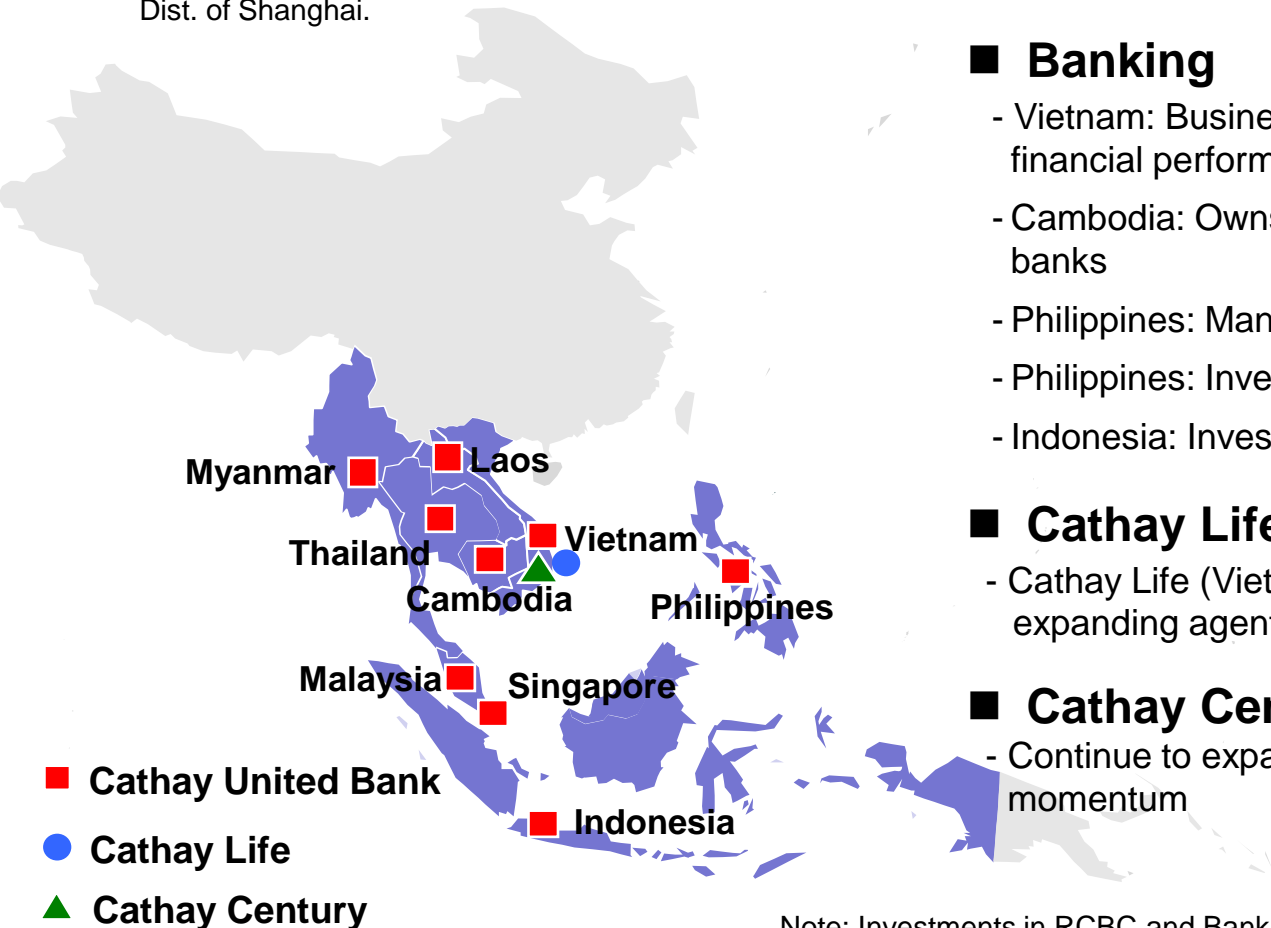 Dist. of Shanghai.
■ Banking
- Vietnam: Busine
financial perform
- Cambodia: Owns
banks
- Philippines: Man
- Philippines: Inve
- Indonesia: Inves
■ Cathay Life
- Cathay Life (Viet
expanding agent
■ Cathay Cer
- Continue to expa
momentum
Myanmar
Laos
Thailand
Vietnam
Cambodia
Philippines
Malaysia
Singapore
Indonesia
Cathay United Bank
Cathay Life
Cathay Century
Note: Investments in RCBC and Bank